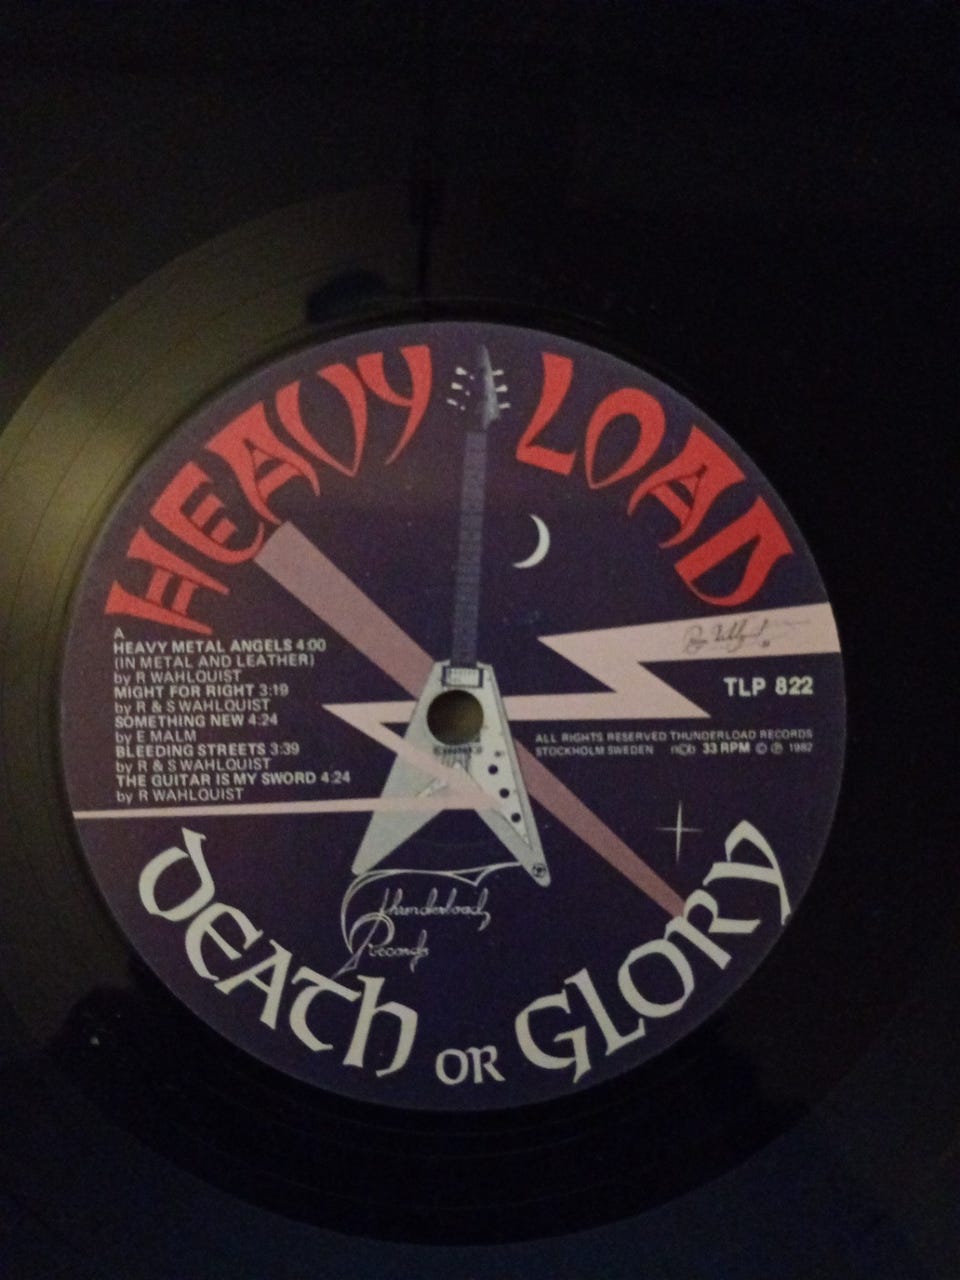 HEAVY LOAD
A
HEAVY METAL ANGELS 4:00
(IN METAL AND LEATHER)
by R WAHLQUIST
MIGHT FOR RIGHT 3:19
by R & S WAHLQUIST
SOMETHING NEW 4:24
by E MALM
BLEEDING STREETS 3:39
by R & S WAHLQUIST
THE GUITAR IS MY SWORD 4:24
by R WAHLQUIST
TLP 822
ALL RIGHTS RESERVED THUNDERLOAD RECORDS
STOCKHOLM SWEDEN ncb 33 RPM © ℗ 1982
Thunderload
Records
DEATH OR GLORY